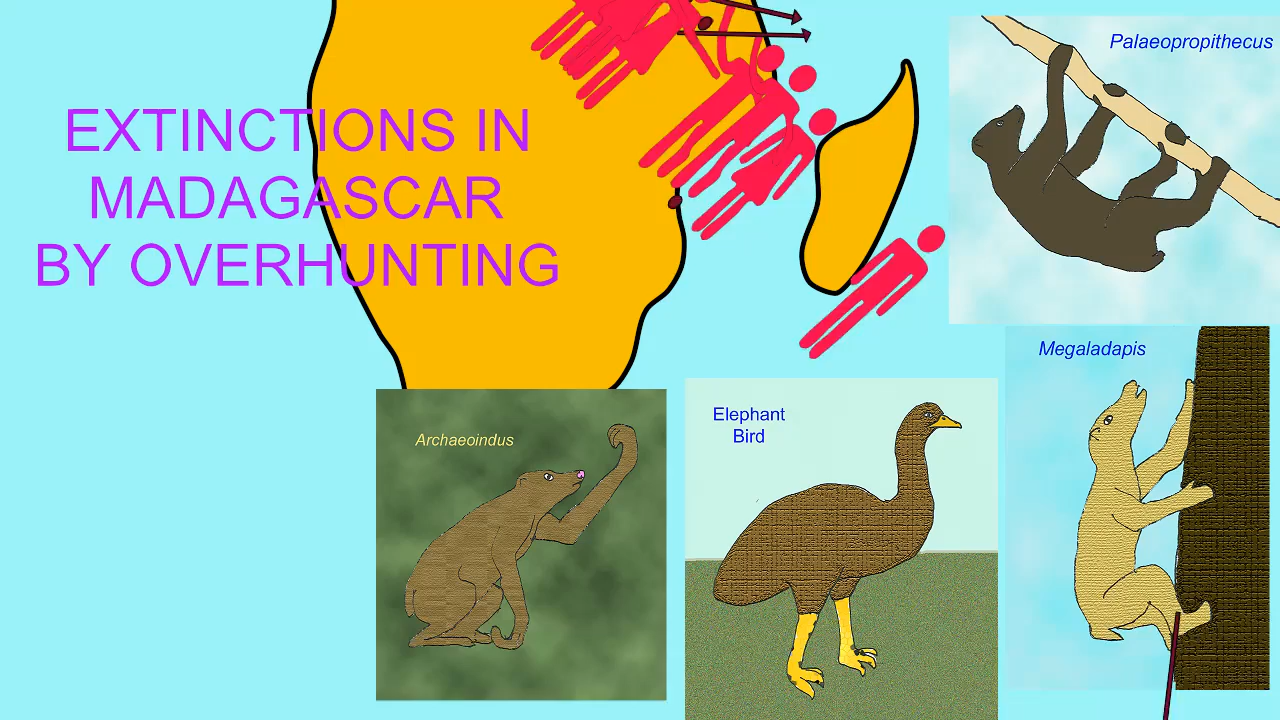 EXTINCTIONS IN
MADAGASCAR
BY OVERHUNTING
Palaeopropithecus
Megaladapis
Archaeoindus
Elephant
Bird